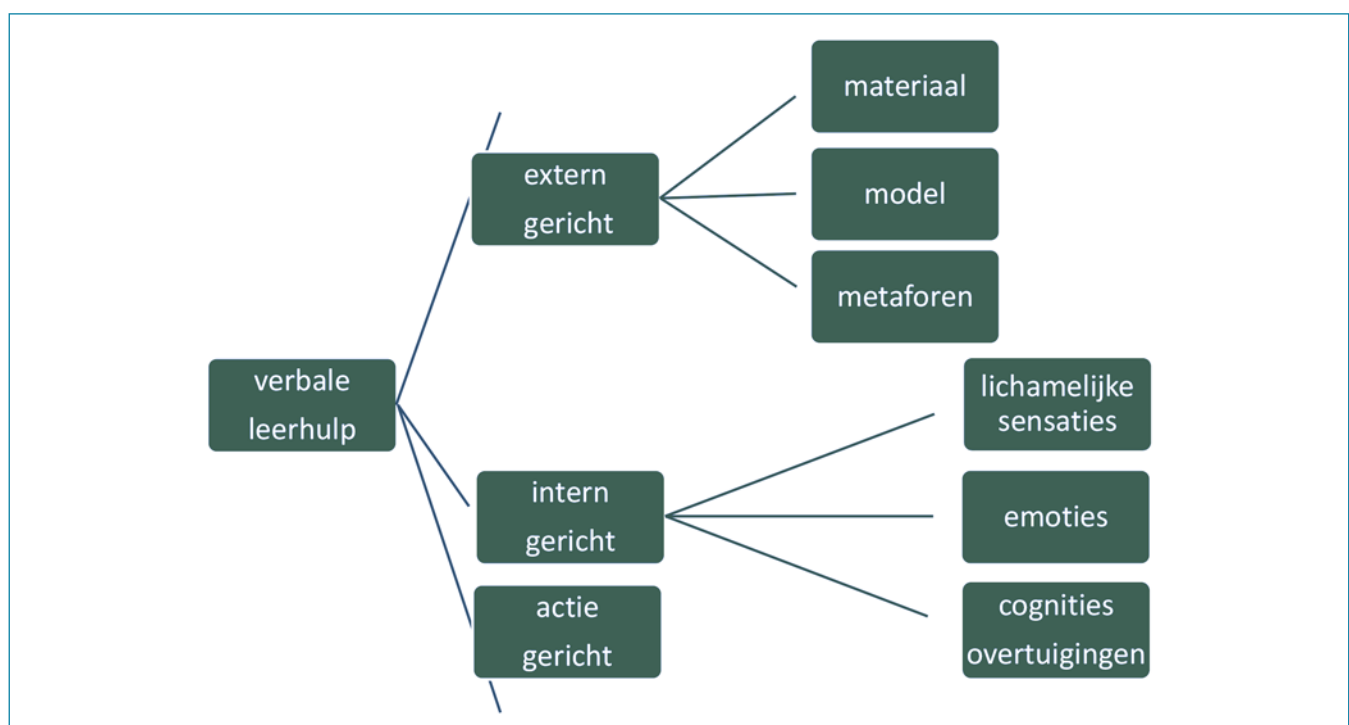 verbale
leerhulp
extern
gericht
materiaal
model
metaforen
intern
gericht
lichamelijke
sensaties
emoties
cognities
overtuigingen
actie
gericht